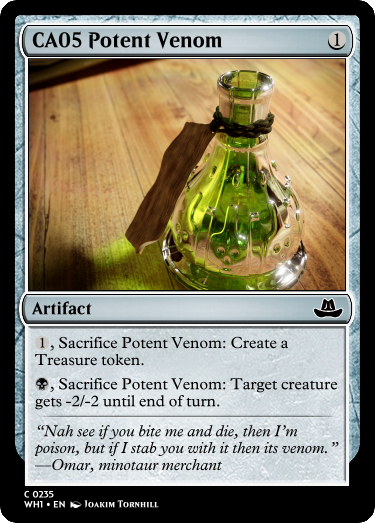 CA05 Potent Venom 1
Artifact
1, Sacrifice Potent Venom: Create a
Treasure token.
, Sacrifice Potent Venom: Target creature
gets -2/-2 until end of turn.
“Nah see if you bite me and die, then I’m
poison, but if I stab you with it then its venom.”
—Omar, minotaur merchant
C 0235
WH1 • EN Joakim Tornhill